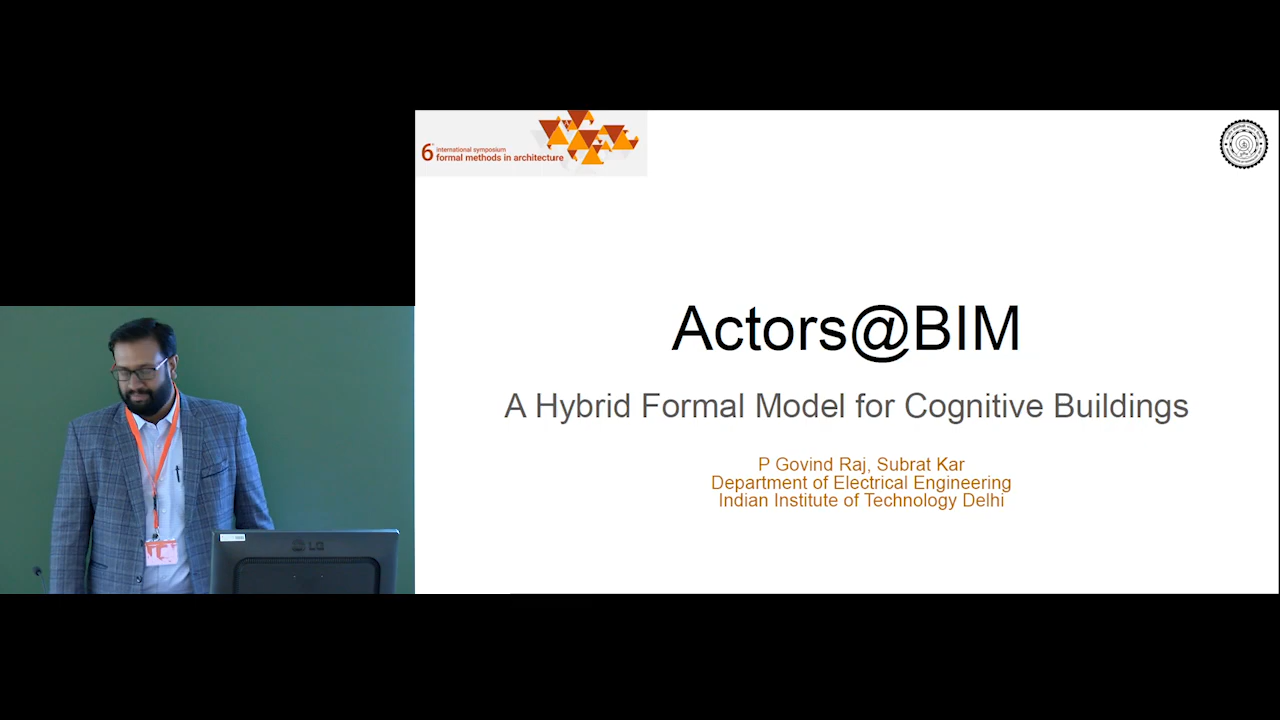 6th international symposium
formal methods in architecture
Actors@BIM
A Hybrid Formal Model for Cognitive Buildings
P Govind Raj, Subrat Kar
Department of Electrical Engineering
Indian Institute of Technology Delhi
LG